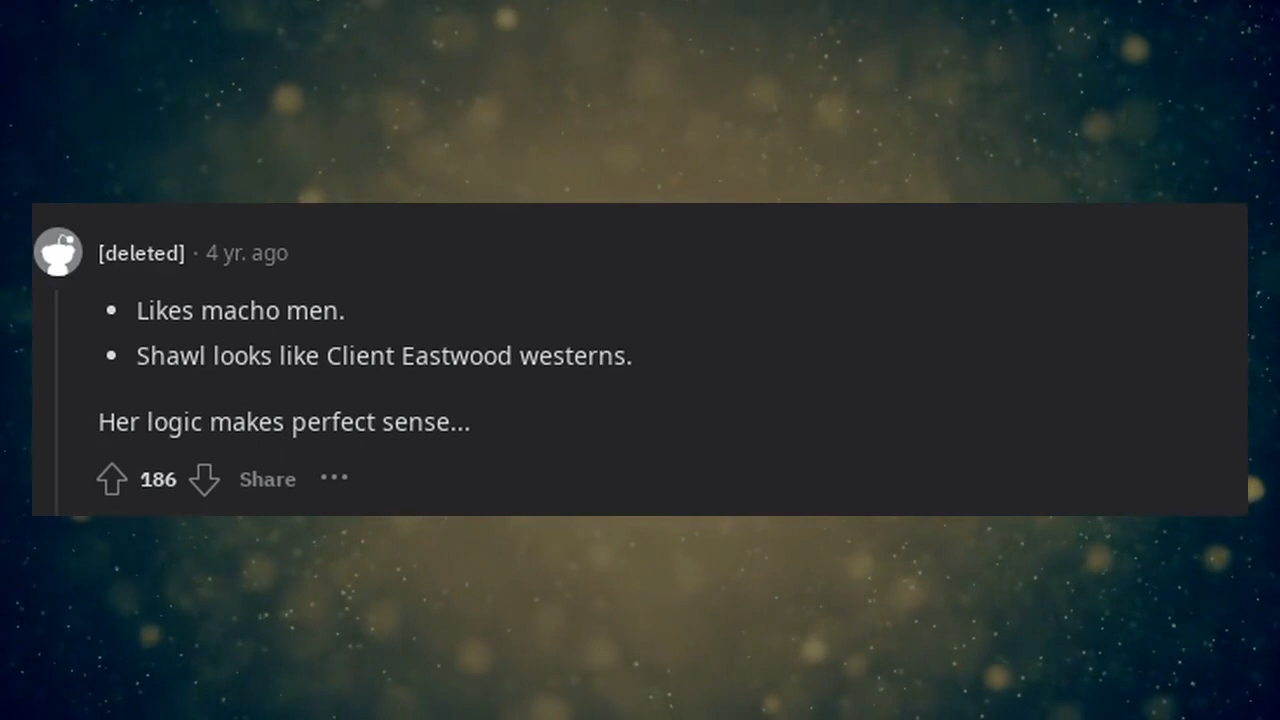 [deleted] · 4 yr. ago
• Likes macho men.
• Shawl looks like Client Eastwood westerns.
Her logic makes perfect sense...
186 Share ···